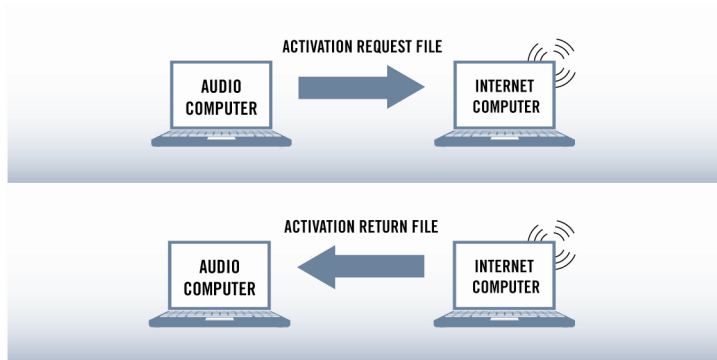 ACTIVATION REQUEST FILE
AUDIO
COMPUTER
INTERNET
COMPUTER
ACTIVATION RETURN FILE
AUDIO
COMPUTER
INTERNET
COMPUTER